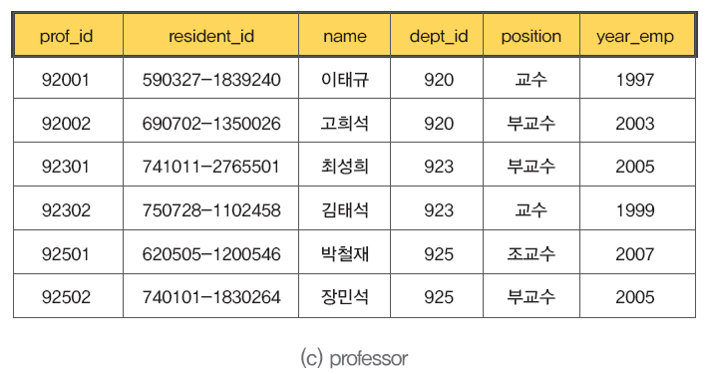 prof_id resident_id name dept_id position year_emp
92001 590327-1839240 이태규 920 교수 1997
92002 690702-1350026 고희석 920 부교수 2003
92301 741011-2765501 최성희 923 부교수 2005
92302 750728-1102458 김태석 923 교수 1999
92501 620505-1200546 박철재 925 조교수 2007
92502 740101-1830264 장민석 925 부교수 2005
(c) professor